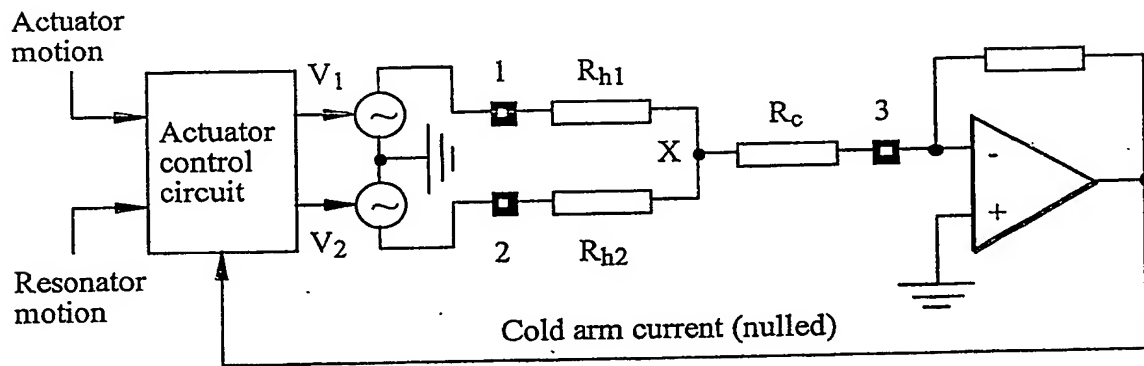 Actuator
motion
Actuator
control
circuit
Resonator
motion
V1
V2
~
~
1
2
Rh1
Rh2
X
Rc
3
-
+
Cold arm current (nulled)